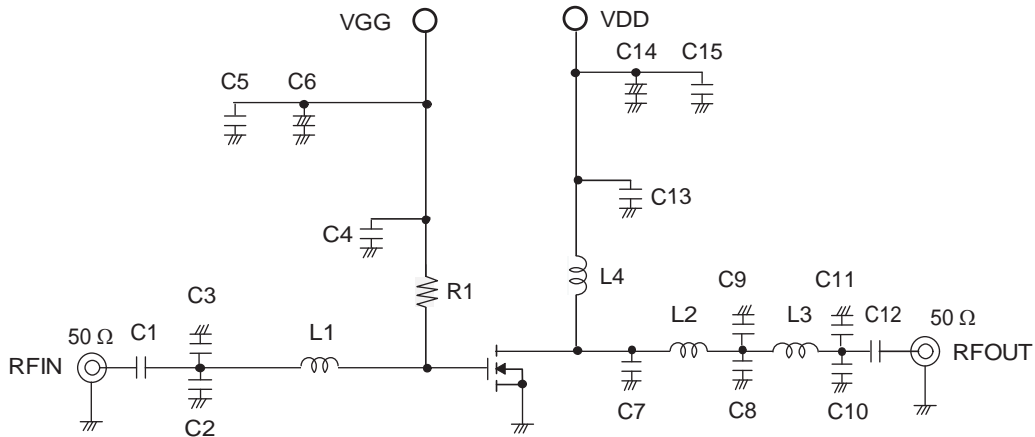 VGG
VDD
C5 C6
C14 C15
C13
C4
R1
L4
C3
C9
C11
50 Ω
C1
L1
L2
L3
C12
50 Ω
RFIN
RFOUT
C2
C7
C8
C10